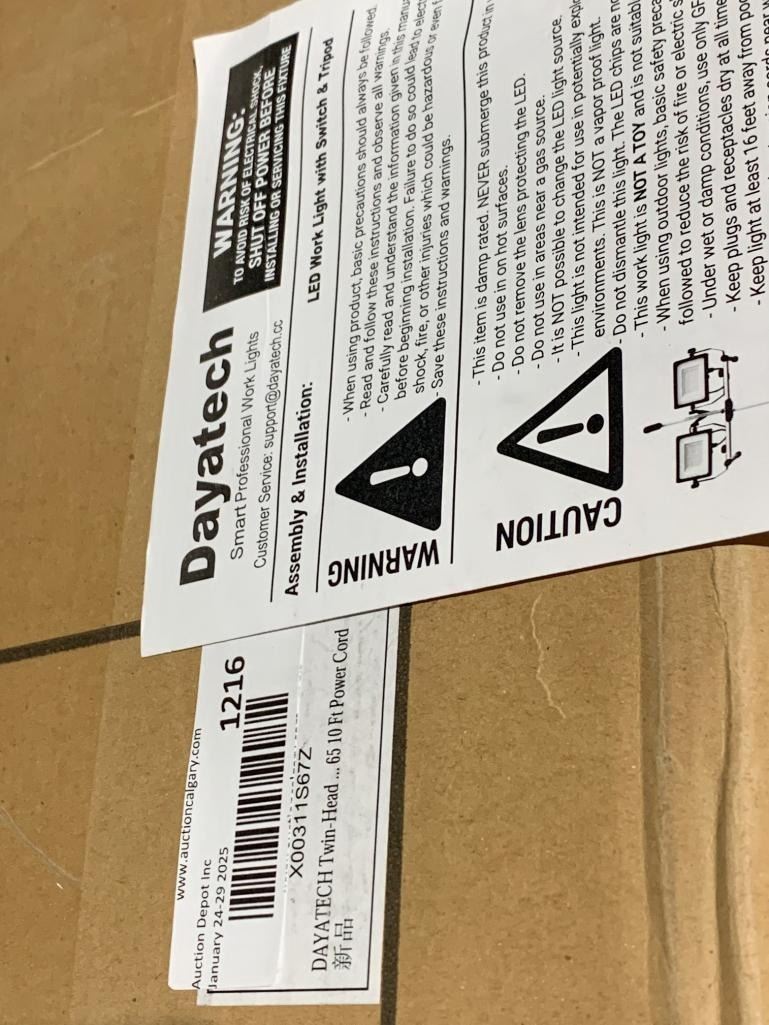 Dayatech
Smart Professional Work Lights
Customer Service: support@dayatech.cc
WARNING:
TO AVOID RISK OF ELECTRICAL SHOCK,
SHUT OFF POWER BEFORE
INSTALLING OR SERVICING THIS FIXTURE
Assembly & Installation:
LED Work Light with Switch & Tripod
WARNING
- When using product, basic precautions should always be followed.
- Read and follow these instructions and observe all warnings.
- Carefully read and understand the information given in this
before beginning installation. Failure to do so could lead to
shock, fire, or other injuries which could be hazardous or even
- Save these instructions and warnings.
CAUTION
- This item is damp rated. NEVER submerge this product in
- Do not use in on hot surfaces.
- Do not remove the lens protecting the LED.
- Do not use in areas near a gas source.
- It is NOT possible to change the LED light source.
- This light is not intended for use in potentially
environments. This is NOT a vapor proof light.
- Do not dismantle this light. The LED chips are
- This work light is NOT A TOY and is not
- When using outdoor lights, basic safety
followed to reduce the risk of fire or electric
- Under wet or damp conditions, use only
- Keep plugs and receptacles dry at all
- Keep light at least 16 feet away from
www.auctioncalgary.com
Auction Depot Inc
January 24-29 2025
1216
X00311S67Z
DAYATECH Twin-Head ... 65 10 Ft Power Cord
新品